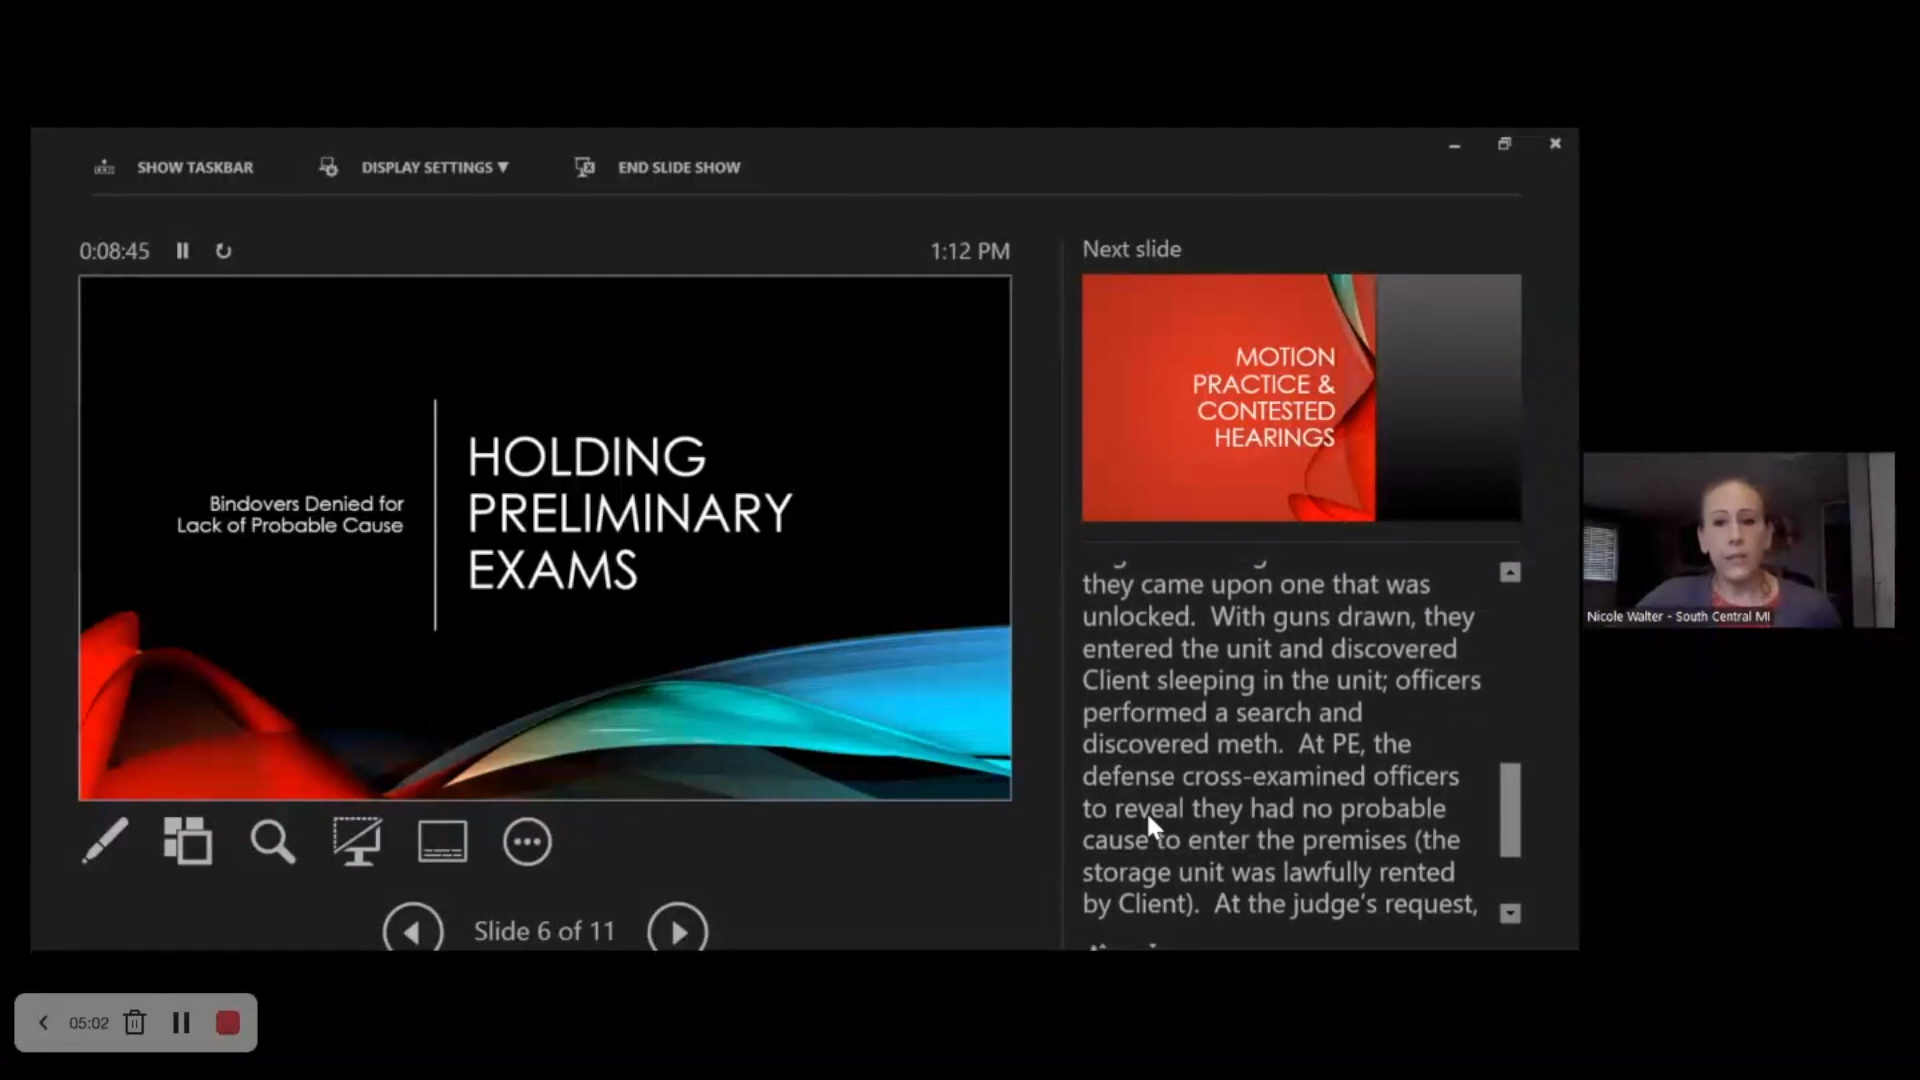 SHOW TASKBAR
DISPLAY SETTINGS ▼
END SLIDE SHOW
0:08:45
1:12 PM
Bindovers Denied for
Lack of Probable Cause
HOLDING
PRELIMINARY
EXAMS
Slide 6 of 11
Next slide
MOTION
PRACTICE &
CONTESTED
HEARINGS
they came upon one that was
unlocked. With guns drawn, they
entered the unit and discovered
Client sleeping in the unit; officers
performed a search and
discovered meth. At PE, the
defense cross-examined officers
to reveal they had no probable
cause to enter the premises (the
storage unit was lawfully rented
by Client). At the judge's request,
Nicole Walter - South Central MI
05:02